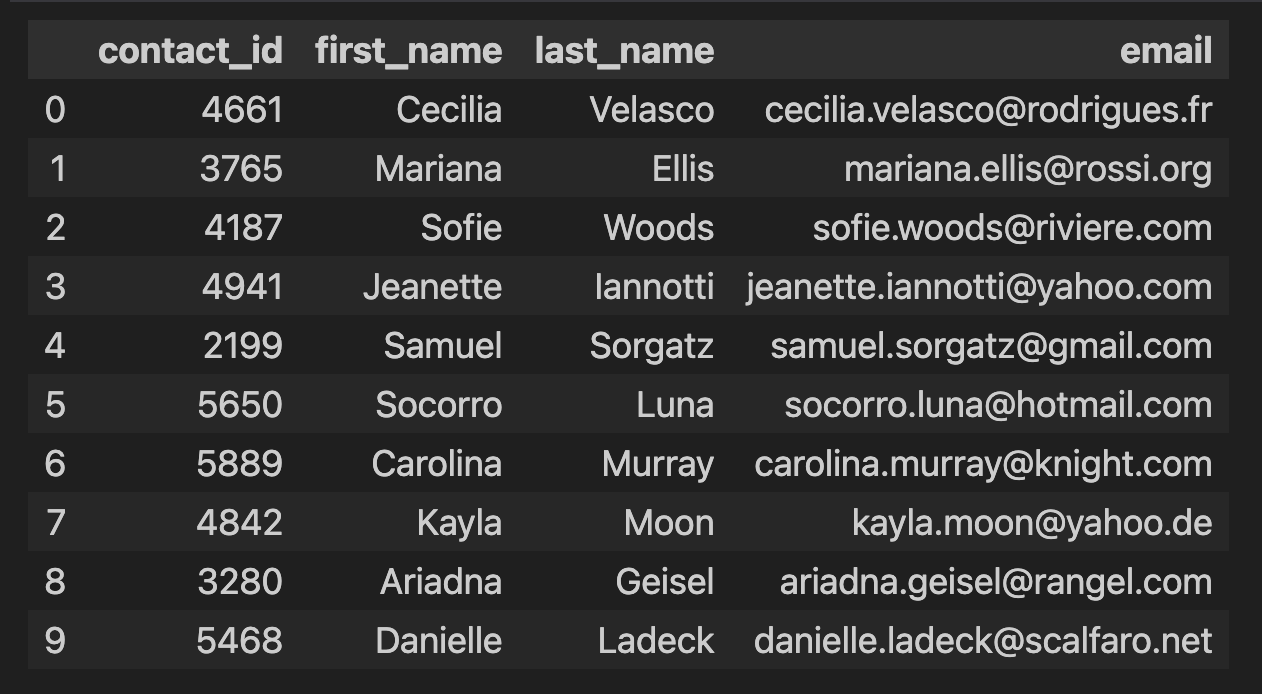 contact_id first_name last_name email
0 4661 Cecilia Velasco cecilia.velasco@rodrigues.fr
1 3765 Mariana Ellis mariana.ellis@rossi.org
2 4187 Sofie Woods sofie.woods@riviere.com
3 4941 Jeanette Iannotti jeanette.iannotti@yahoo.com
4 2199 Samuel Sorgatz samuel.sorgatz@gmail.com
5 5650 Socorro Luna socorro.luna@hotmail.com
6 5889 Carolina Murray carolina.murray@knight.com
7 4842 Kayla Moon kayla.moon@yahoo.de
8 3280 Ariadna Geisel ariadna.geisel@rangel.com
9 5468 Danielle Ladeck danielle.ladeck@scalfaro.net